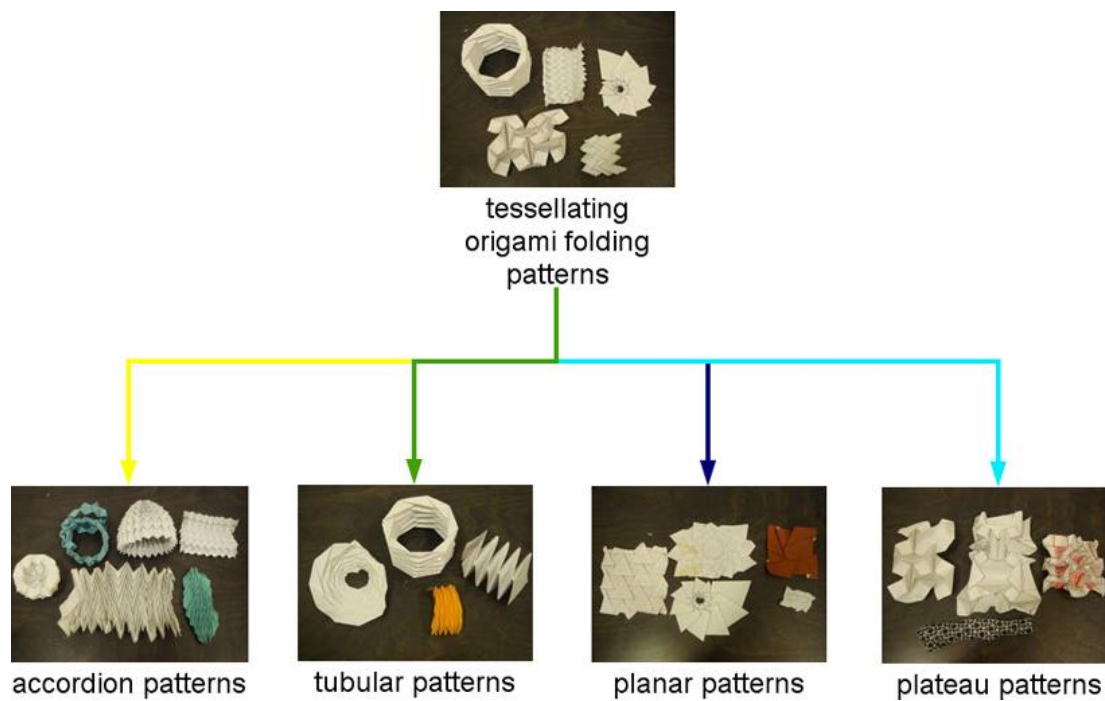 tessellating
origami folding
patterns
accordion patterns
tubular patterns
planar patterns
plateau patterns